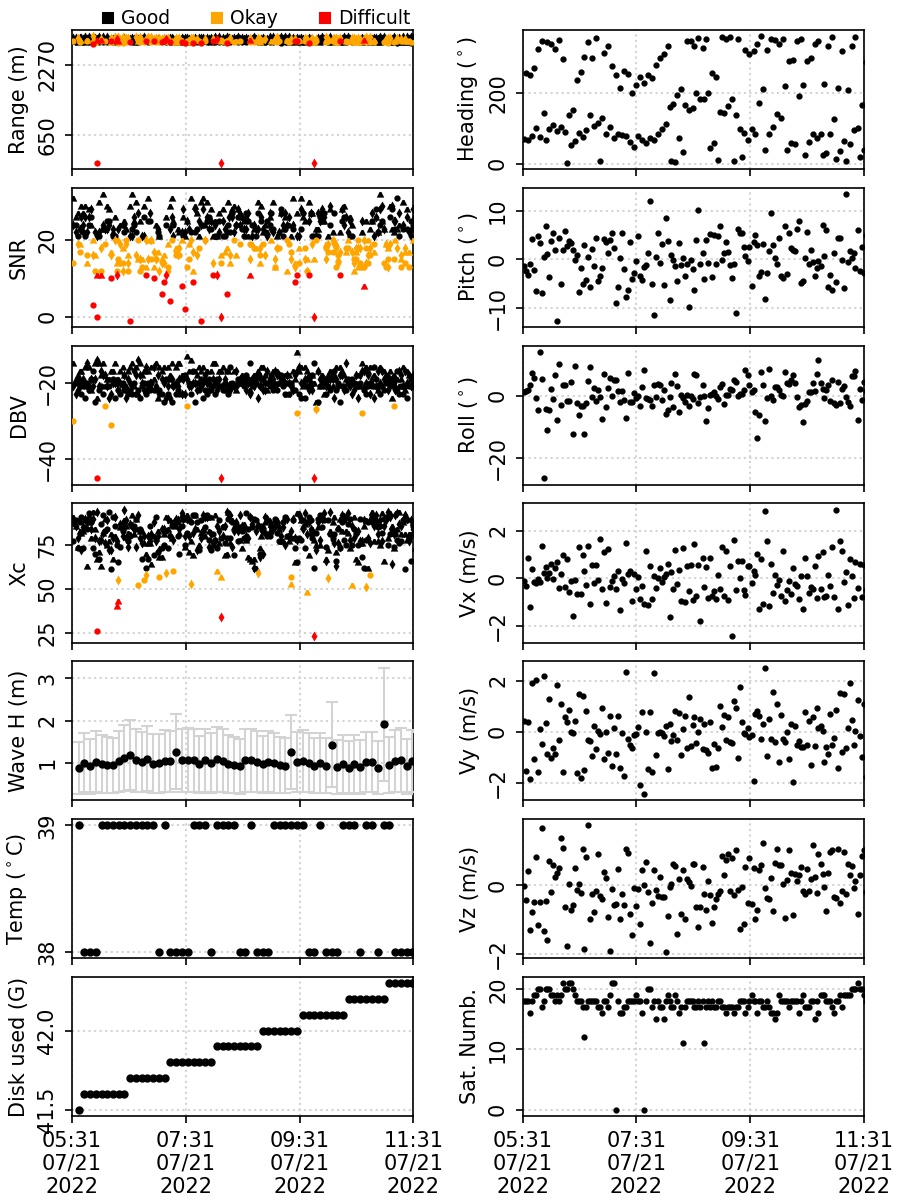 Good Okay Difficult
Range (m)
2270
650
Heading (°)
200
0
SNR
20
0
Pitch (°)
10
0
−10
DBV
−20
−40
Roll (°)
0
−20
Xc
75
50
25
Vx (m/s)
2
0
−2
Wave H (m)
3
2
1
Vy (m/s)
2
0
−2
Temp (°C)
39
38
Vz (m/s)
0
−2
Disk used (G)
42.0
41.5
Sat. Numb.
20
10
0
05:31 07:31 09:31 11:31 05:31 07:31 09:31 11:31
07/21 07/21 07/21 07/21 07/21 07/21 07/21 07/21
2022 2022 2022 2022 2022 2022 2022 2022